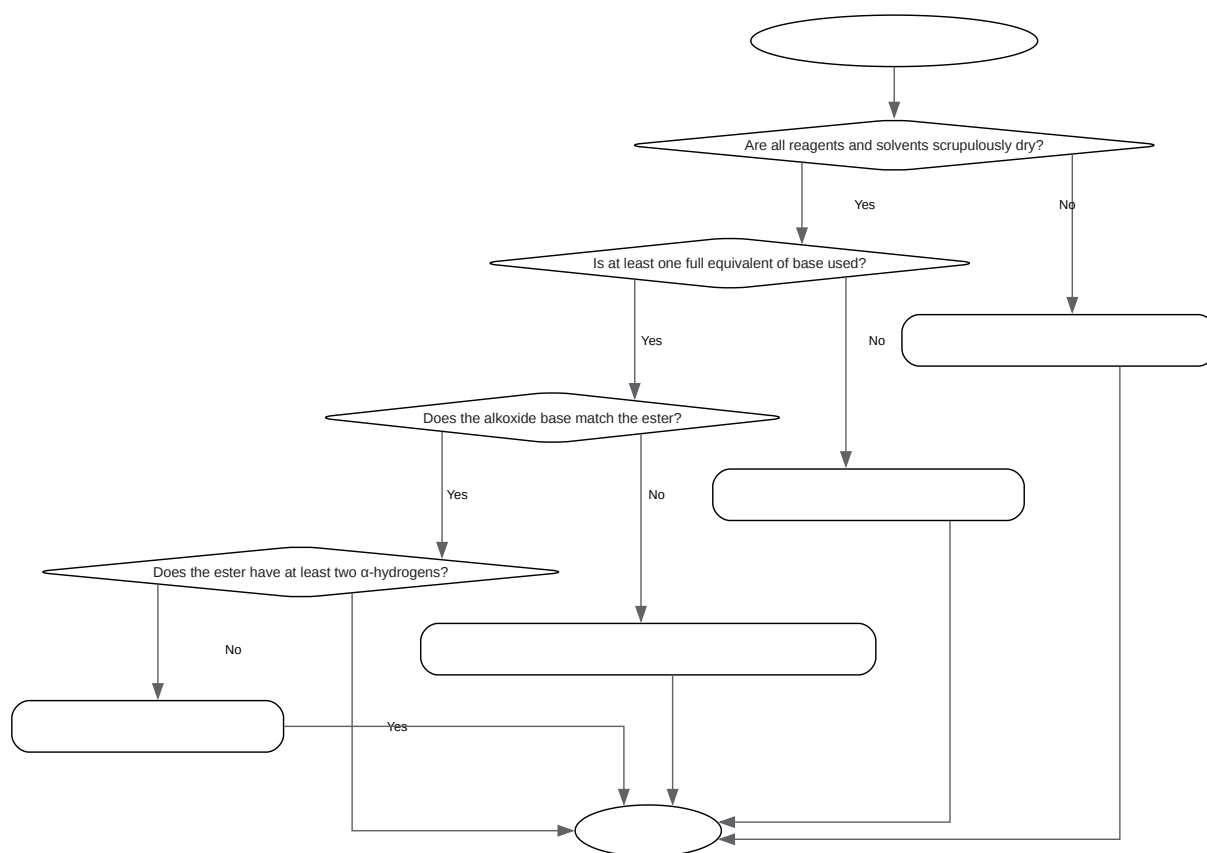 Are all reagents and solvents scrupulously dry?
Yes
No
Is at least one full equivalent of base used?
Yes
No
Does the alkoxide base match the ester?
Yes
No
Does the ester have at least two α-hydrogens?
No
Yes